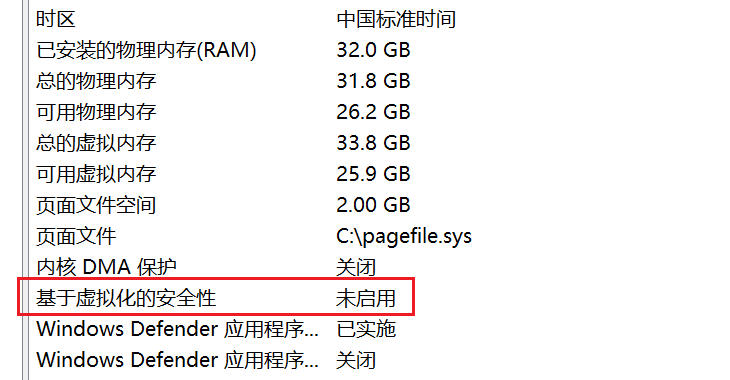 时区 中国标准时间
已安装的物理内存(RAM) 32.0 GB
总的物理内存 31.8 GB
可用物理内存 26.2 GB
总的虚拟内存 33.8 GB
可用虚拟内存 25.9 GB
页面文件空间 2.00 GB
页面文件 C:\pagefile.sys
内核 DMA 保护 关闭
基于虚拟化的安全性 未启用
Windows Defender 应用程序... 已实施
Windows Defender 应用程序... 关闭